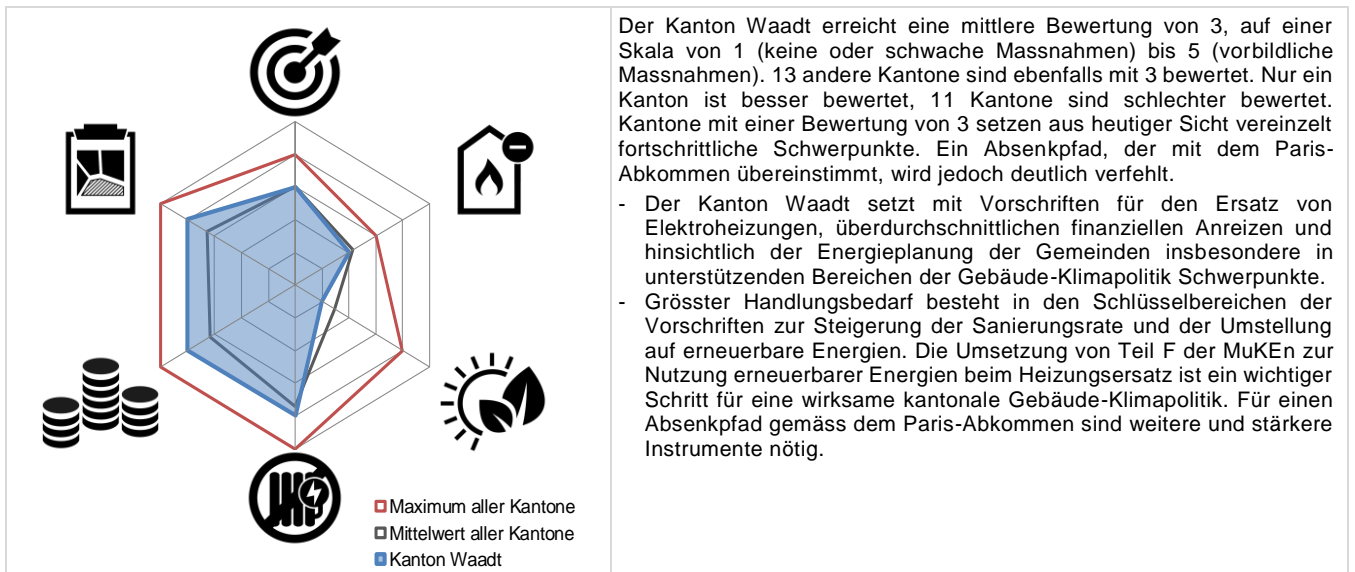 Maximum aller Kantone
Mittelwert aller Kantone
Kanton Waadt
Der Kanton Waadt erreicht eine mittlere Bewertung von 3, auf einer
Skala von 1 (keine oder schwache Massnahmen) bis 5 (vorbildliche
Massnahmen). 13 andere Kantone sind ebenfalls mit 3 bewertet. Nur ein
Kanton ist besser bewertet, 11 Kantone sind schlechter bewertet.
Kantone mit einer Bewertung von 3 setzen aus heutiger Sicht vereinzelt
fortschrittliche Schwerpunkte. Ein Absenkpfad, der mit dem Paris-
Abkommen übereinstimmt, wird jedoch deutlich verfehlt.
- Der Kanton Waadt setzt mit Vorschriften für den Ersatz von
Elektroheizungen, überdurchschnittlichen finanziellen Anreizen und
hinsichtlich der Energieplanung der Gemeinden insbesondere in
unterstützenden Bereichen der Gebäude-Klimapolitik Schwerpunkte.
- Grösster Handlungsbedarf besteht in den Schlüsselbereichen der
Vorschriften zur Steigerung der Sanierungsrate und der Umstellung
auf erneuerbare Energien. Die Umsetzung von Teil F der MuKEn zur
Nutzung erneuerbarer Energien beim Heizungsersatz ist ein wichtiger
Schritt für eine wirksame kantonale Gebäude-Klimapolitik. Für einen
Absenkpfad gemäss dem Paris-Abkommen sind weitere und stärkere
Instrumente nötig.